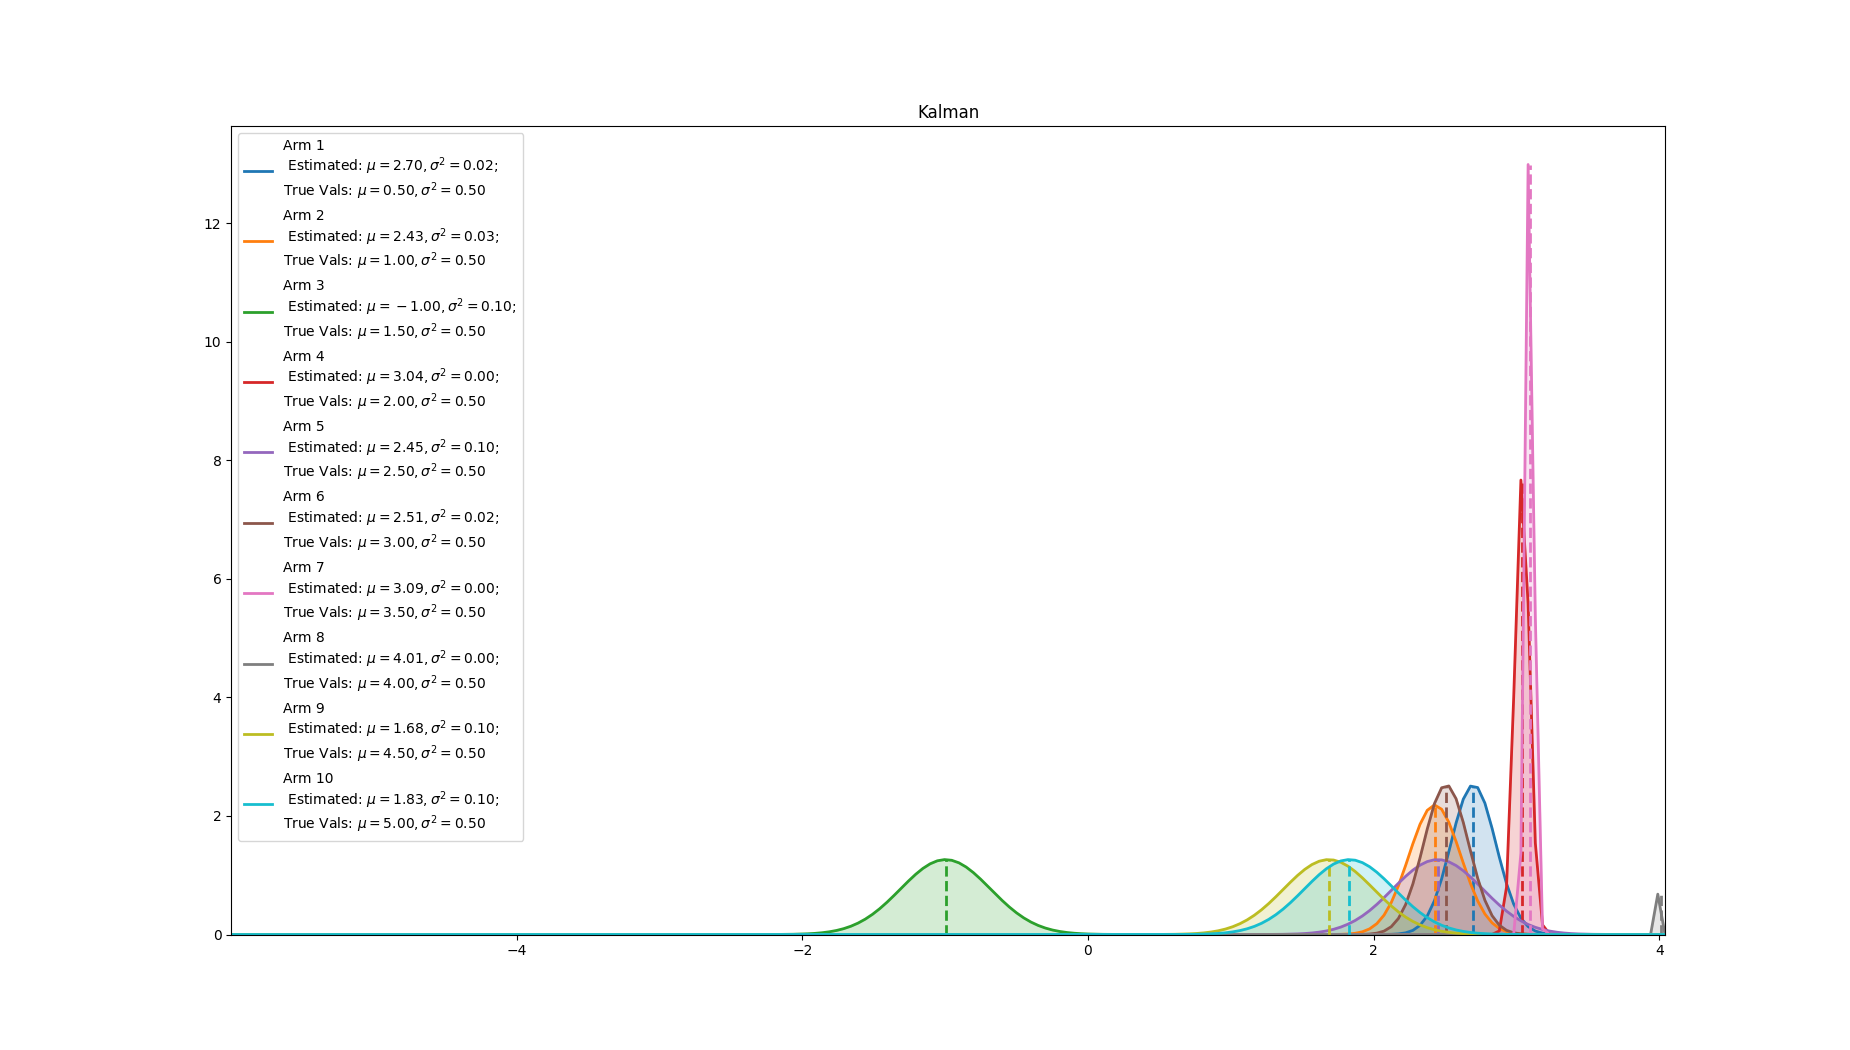 Kalman
Arm 1
Estimated: μ = 2.70, σ² = 0.02;
True Vals: μ = 0.50, σ² = 0.50
Arm 2
Estimated: μ = 2.43, σ² = 0.03;
True Vals: μ = 1.00, σ² = 0.50
Arm 3
Estimated: μ = −1.00, σ² = 0.10;
True Vals: μ = 1.50, σ² = 0.50
Arm 4
Estimated: μ = 3.04, σ² = 0.00;
True Vals: μ = 2.00, σ² = 0.50
Arm 5
Estimated: μ = 2.45, σ² = 0.10;
True Vals: μ = 2.50, σ² = 0.50
Arm 6
Estimated: μ = 2.51, σ² = 0.02;
True Vals: μ = 3.00, σ² = 0.50
Arm 7
Estimated: μ = 3.09, σ² = 0.00;
True Vals: μ = 3.50, σ² = 0.50
Arm 8
Estimated: μ = 4.01, σ² = 0.00;
True Vals: μ = 4.00, σ² = 0.50
Arm 9
Estimated: μ = 1.68, σ² = 0.10;
True Vals: μ = 4.50, σ² = 0.50
Arm 10
Estimated: μ = 1.83, σ² = 0.10;
True Vals: μ = 5.00, σ² = 0.50
12
10
8
6
4
2
0
−4 −2 0 2 4